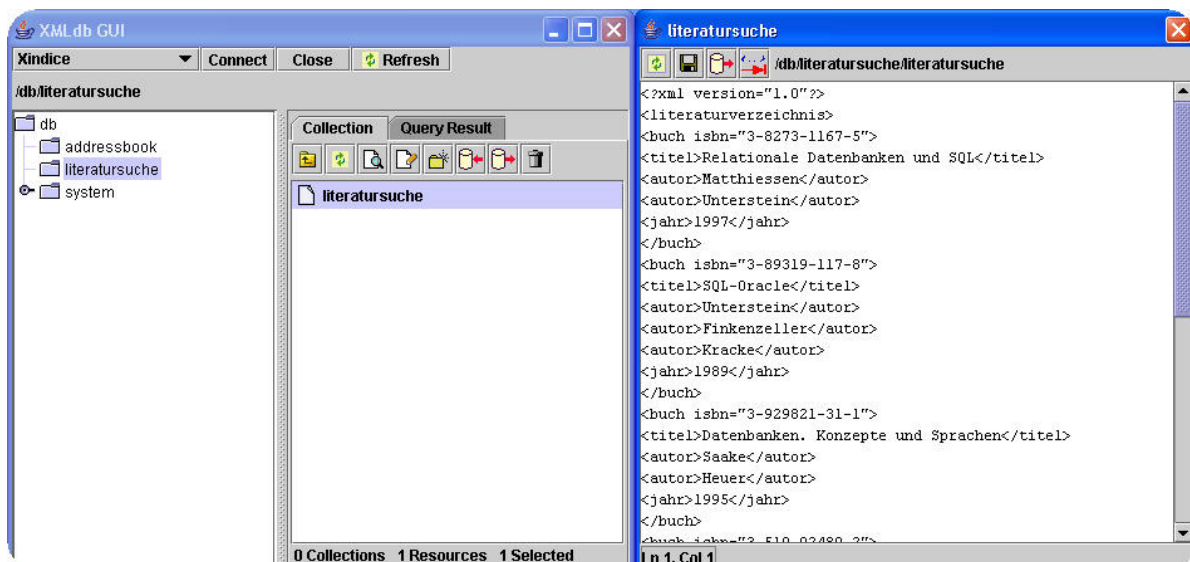 XMLdb GUI
Xindice Connect Close Refresh
/db/literatursuche
db
addressbook
literatursuche
system
Collection Query Result
literatursuche
0 Collections 1 Resources 1 Selected
literatursuche
/db/literatursuche/literatursuche
<?xml version="1.0"?>
<literaturverzeichnis>
<buch isbn="3-8273-1167-5">
<titel>Relationale Datenbanken und SQL</titel>
<autor>Matthiessen</autor>
<autor>Unterstein</autor>
<jahr>1997</jahr>
</buch>
<buch isbn="3-89319-117-8">
<titel>SQL-Oracle</titel>
<autor>Unterstein</autor>
<autor>Finkenzeller</autor>
<autor>Kracke</autor>
<jahr>1989</jahr>
</buch>
<buch isbn="3-929821-31-1">
<titel>Datenbanken. Konzepte und Sprachen</titel>
<autor>Saake</autor>
<autor>Heuer</autor>
<jahr>1995</jahr>
</buch>
<buch
Ln 1, Col 1